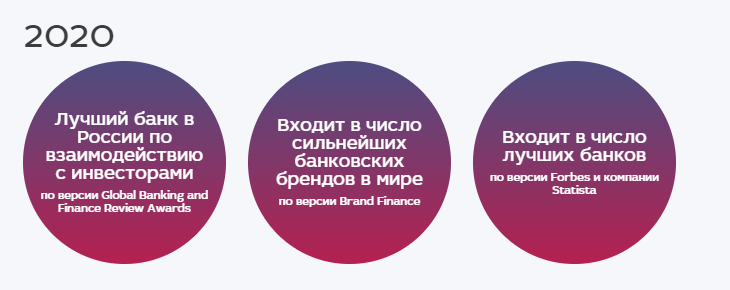 2020
Лучший банк в
России по
взаимодействию
с инвесторами
по версии Global Banking and
Finance Review Awards
Входит в число
сильнейших
банковских
брендов в мире
по версии Brand Finance
Входит в число
лучших банков
по версии Forbes и компании
Statista